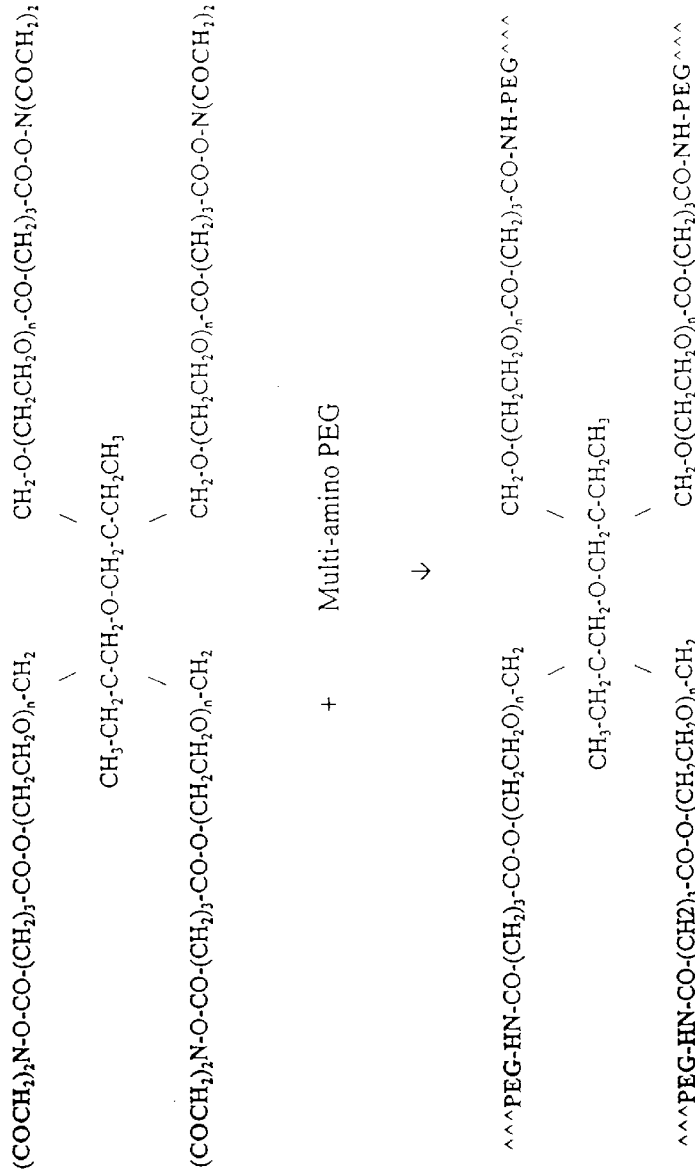 (COCH₂)₂N-O-CO-(CH₂)₃-CO-O-(CH₂CH₂O)ₙ-CH₂ CH₂-O-(CH₂CH₂O)ₙ-CO-(CH₂)₃-CO-O-N(COCH₂)₂
CH₃-CH₂-C-CH₂-O-CH₂-C-CH₂CH₃
(COCH₂)₂N-O-CO-(CH₂)₃-CO-O-(CH₂CH₂O)ₙ-CH₂ CH₂-O-(CH₂CH₂O)ₙ-CO-(CH₂)₃-CO-O-N(COCH₂)₂
+ Multi-amino PEG
↓
^^^PEG-HN-CO-(CH₂)₃-CO-O-(CH₂CH₂O)ₙ-CH₂ CH₂-O-(CH₂CH₂O)ₙ-CO-(CH₂)₃-CO-NH-PEG^^^
CH₃-CH₂-C-CH₂-O-CH₂-C-CH₂CH₃
^^^PEG-HN-CO-(CH2)₃-CO-O-(CH₂CH₂O)ₙ-CH₂ CH₂-O(CH₂CH₂O)ₙ-CO-(CH₂)₃CO-NH-PEG^^^